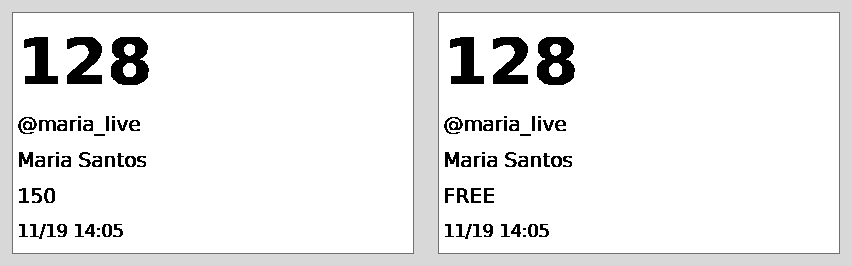 128
@maria_live
Maria Santos
150
11/19 14:05
128
@maria_live
Maria Santos
FREE
11/19 14:05